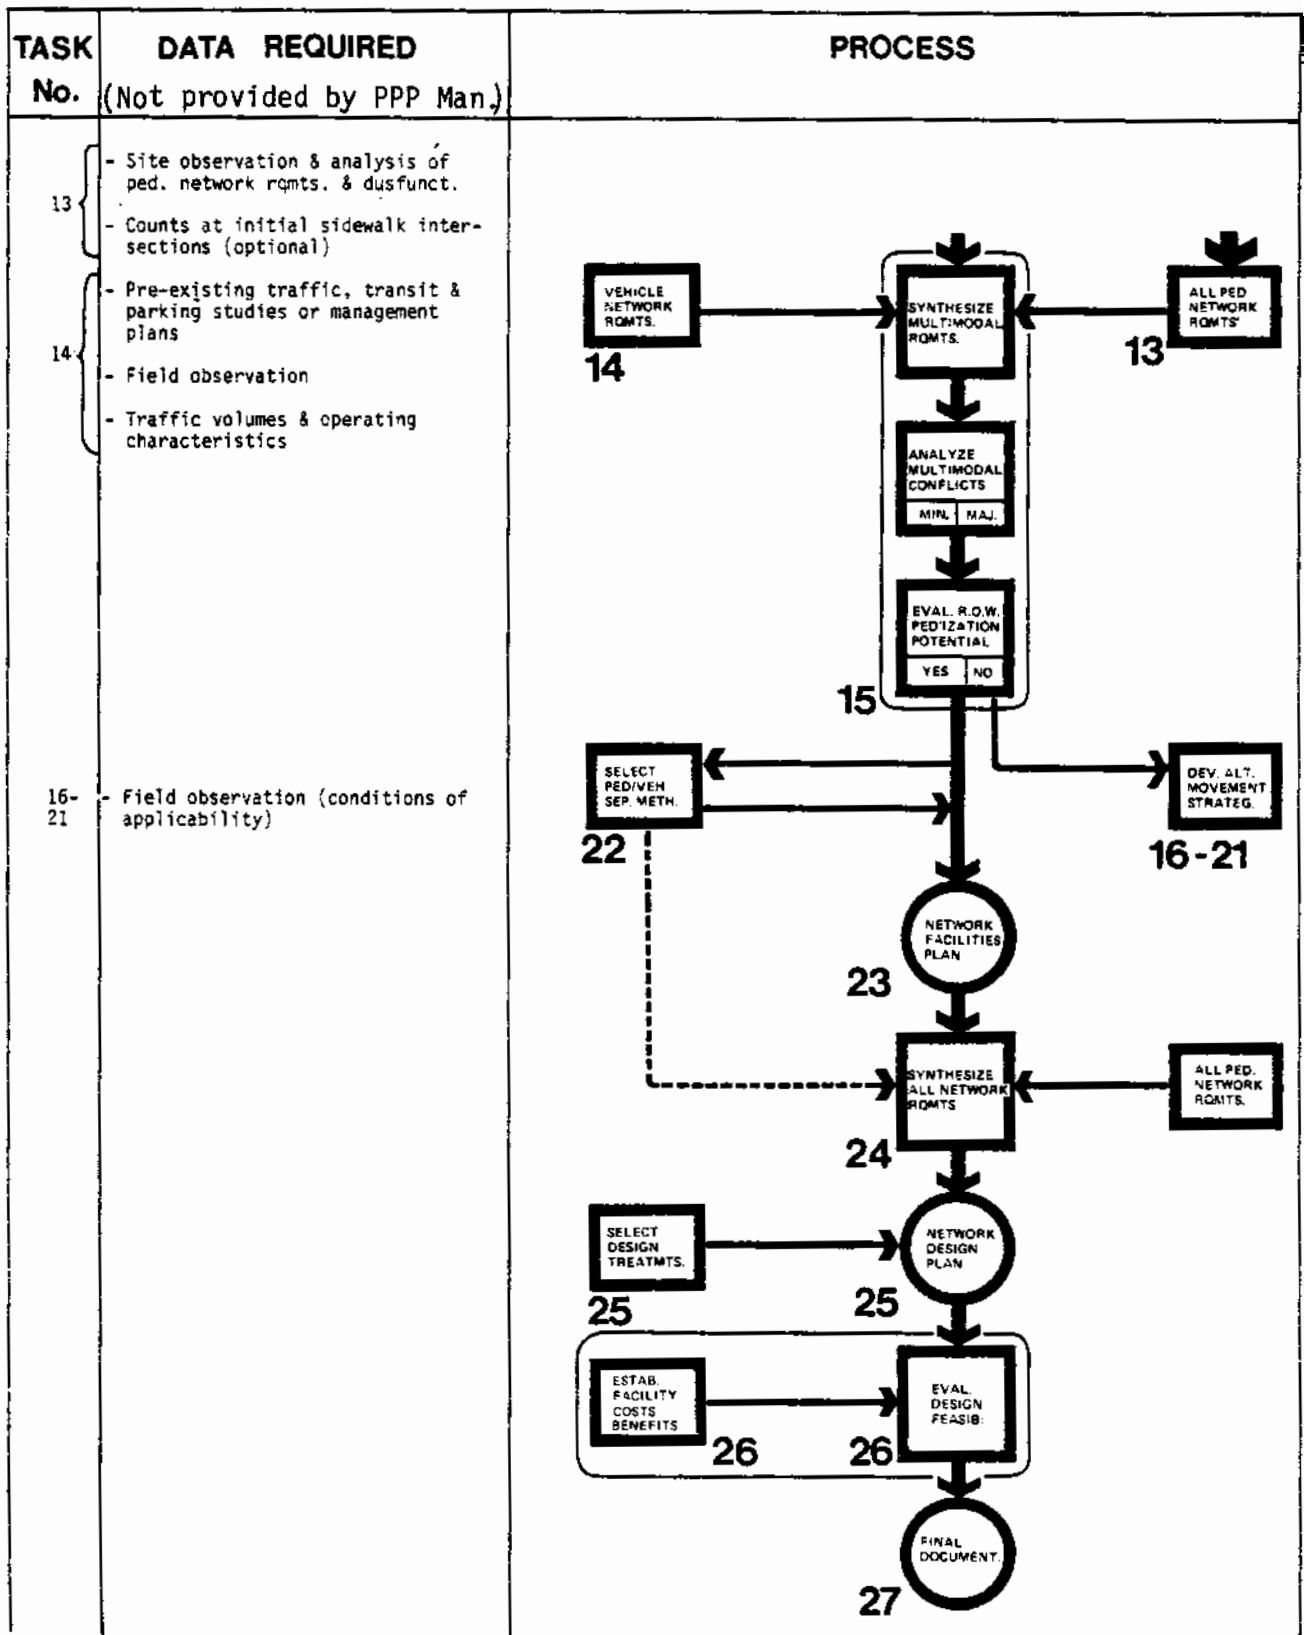 TASK No.
DATA REQUIRED
(Not provided by PPP Man.)
PROCESS
13
- Site observation & analysis of
ped. network rqmts. & dusfunct.
- Counts at initial sidewalk inter-
sections (optional)
14
- Pre-existing traffic, transit &
parking studies or management
plans
- Field observation
- Traffic volumes & operating
characteristics
16-
21
- Field observation (conditions of
applicability)
VEHICLE
NETWORK
RQMTS.
14
SYNTHESIZE
MULTIMODAL
RQMTS.
ALL PED
NETWORK
RQMTS'
13
ANALYZE
MULTIMODAL
CONFLICTS
MIN. MAJ.
EVAL. R.O.W.
PED'IZATION
POTENTIAL
YES NO
15
SELECT
PED/VEH
SEP. METH.
22
DEV. ALT.
MOVEMENT
STRATEG.
16-21
NETWORK
FACILITIES
PLAN
23
SYNTHESIZE
ALL NETWORK
RQMTS
24
ALL PED.
NETWORK
RQMTS.
SELECT
DESIGN
TREATMTS.
25
NETWORK
DESIGN
PLAN
25
ESTAB.
FACILITY
COSTS
BENEFITS
26
EVAL.
DESIGN
FEASIB:
26
FINAL
DOCUMENT.
27